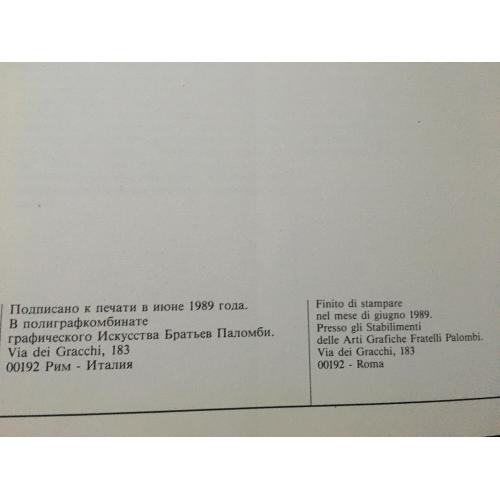 Подписано к печати в июне 1989 года.
В полиграфкомбинате
графического Искусства Братьев Паломби.
Via dei Gracchi, 183
00192 Рим - Италия
Finito di stampare
nel mese di giugno 1989.
Presso gli Stabilimenti
delle Arti Grafiche Fratelli Palombi.
Via dei Gracchi, 183
00192 - Roma